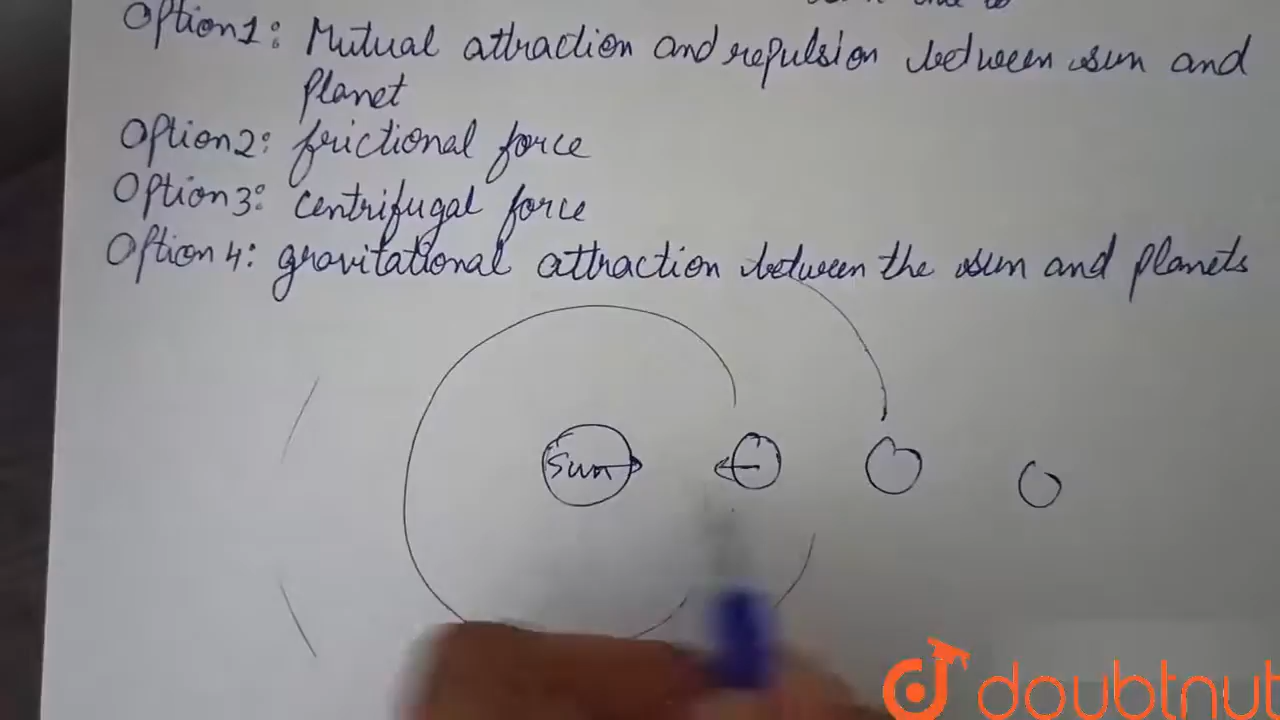 Option1: Mutual attraction and repulsion between sun and
Planet
Option2: frictional force
Option3: centrifugal force
Option4: gravitational attraction between the sun and planets
Sun
doubtnut